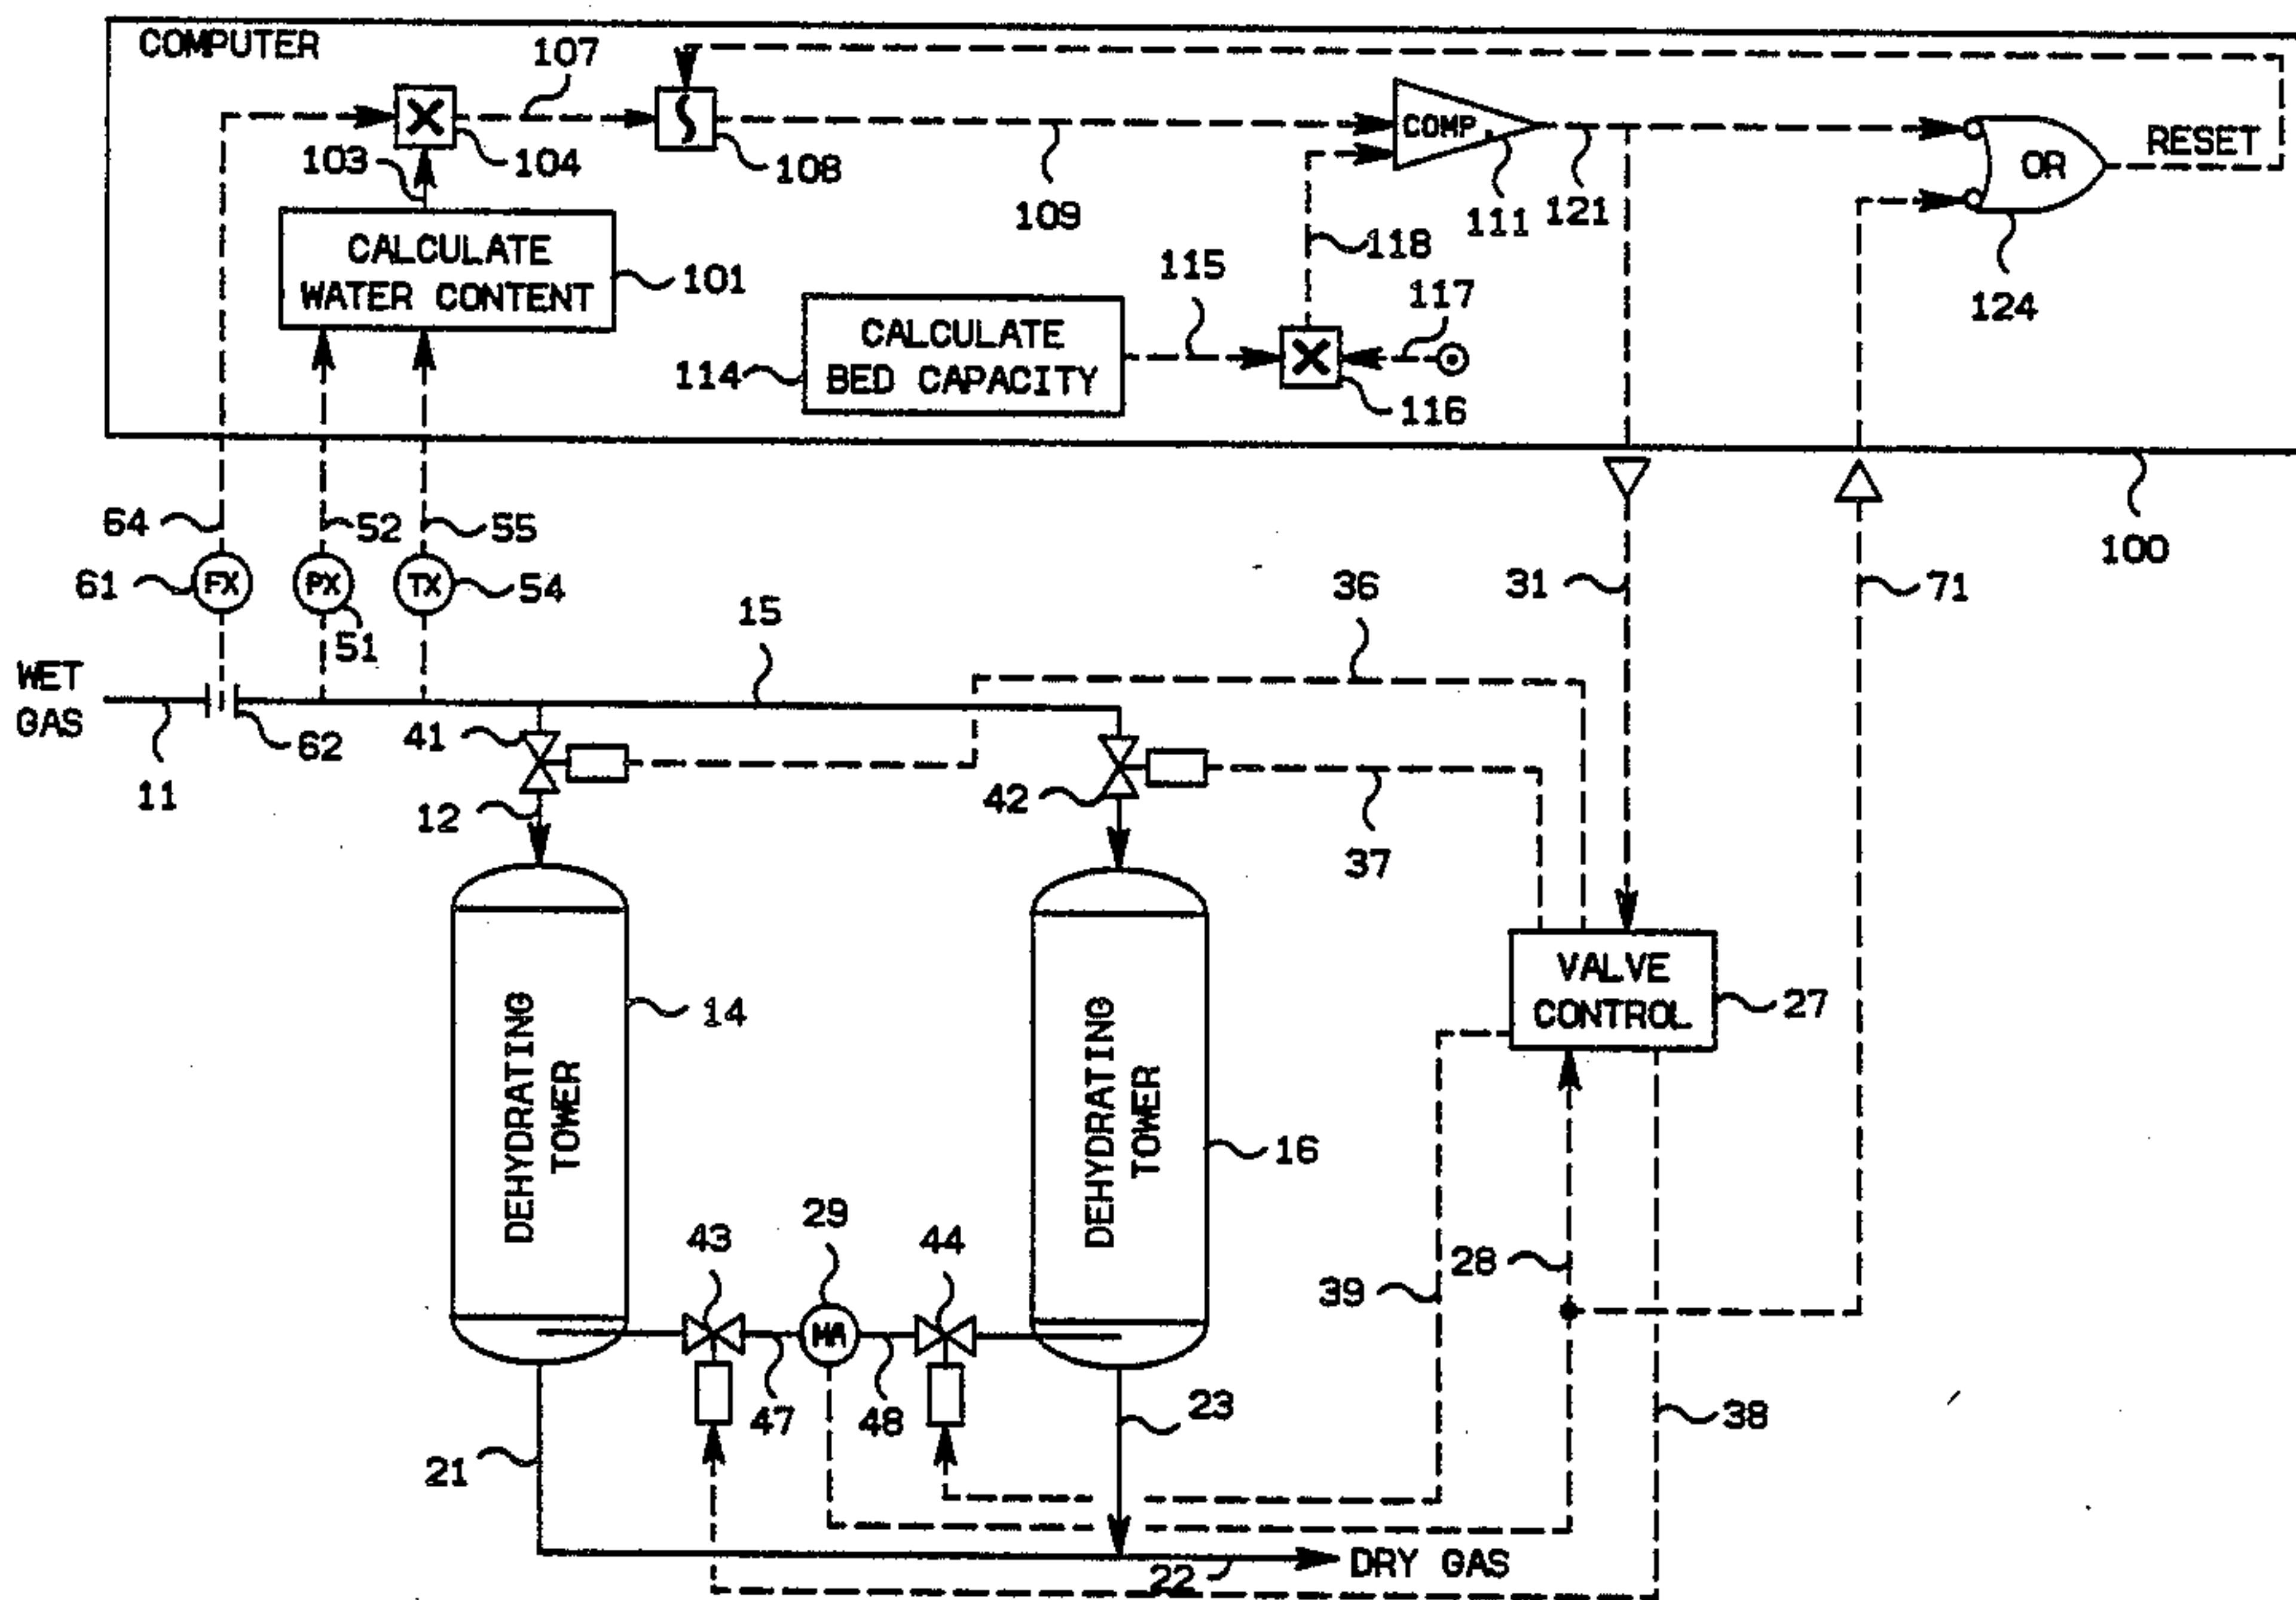 COMPUTER
107
103
104
108
109
COMP.
111
121
OR
RESET
124
CALCULATE
WATER CONTENT
101
118
115
117
CALCULATE
BED CAPACITY
114
116
64
52
55
100
61
FX
PX
TX
54
51
15
36
31
71
WET
GAS
11
62
41
12
42
37
VALVE
CONTROL
27
DEHYDRATING
TOWER
14
DEHYDRATING
TOWER
16
43
29
44
39
28
MA
47
48
23
38
21
22
DRY GAS